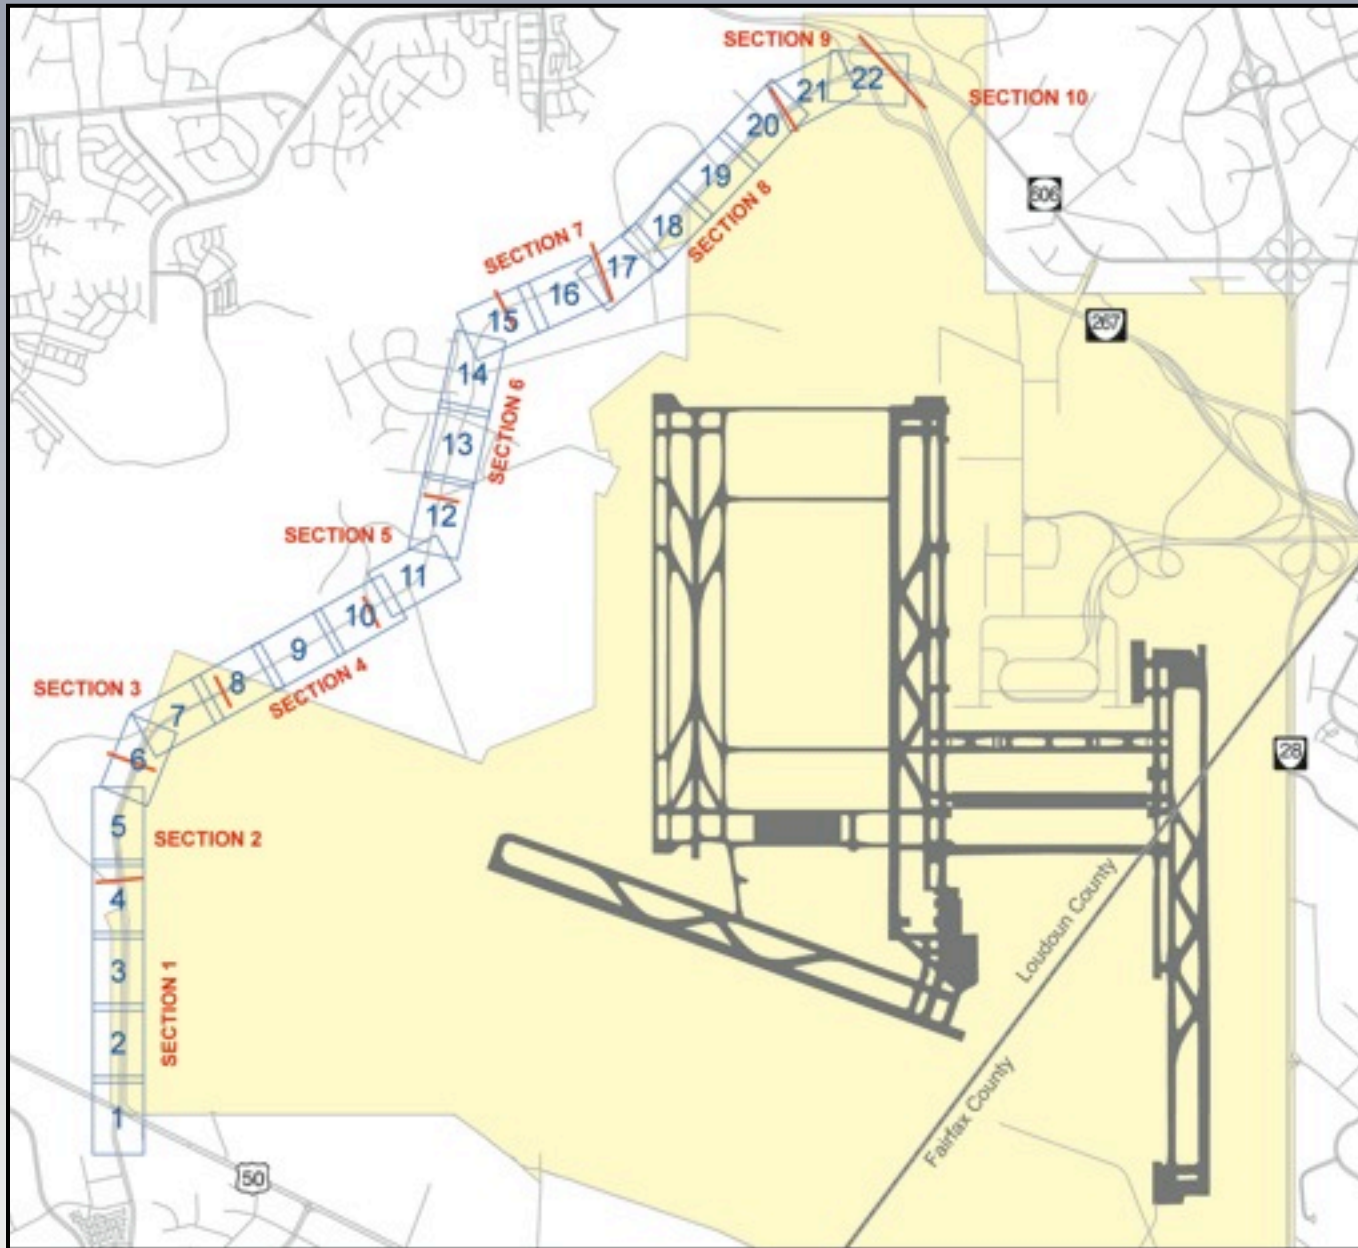 SECTION 9
22
21
SECTION 10
20
19
606
18
SECTION 8
SECTION 7
17
16
267
15
14
SECTION 6
13
12
SECTION 5
11
10
9
SECTION 4
8
SECTION 3
7
6
28
5
SECTION 2
4
Loudoun County
3
SECTION 1
2
Fairfax County
1
50